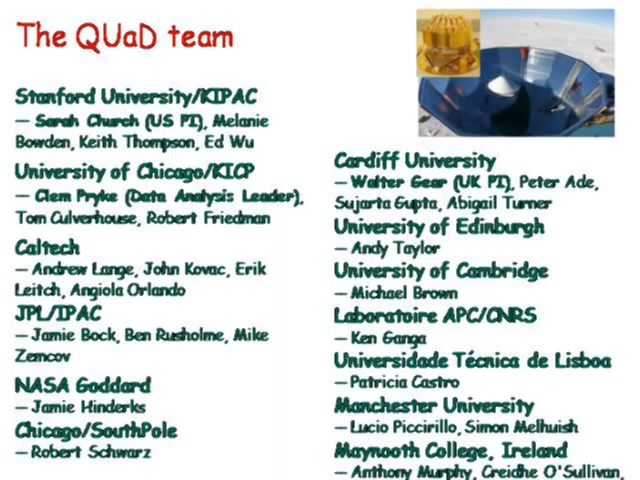 The QUaD team
Stanford University/KIPAC
— Sarah Church (US PI), Melanie
Bowden, Keith Thompson, Ed Wu
University of Chicago/KICP
— Clem Pryke (Data Analysis Leader),
Tom Culverhouse, Robert Friedman
Caltech
— Andrew Lange, John Kovac, Erik
Leitch, Angiola Orlando
JPL/IPAC
— Jamie Bock, Ben Rusholme, Mike
Zemcov
NASA Goddard
— Jamie Hinderks
Chicago/SouthPole
— Robert Schwarz
Cardiff University
— Walter Gear (UK PI), Peter Ade,
Sujarta Gupta, Abigail Turner
University of Edinburgh
— Andy Taylor
University of Cambridge
— Michael Brown
Laboratoire APC/CNRS
— Ken Ganga
Universidade Técnica de Lisboa
— Patricia Castro
Manchester University
— Lucio Piccirillo, Simon Melhuish
Maynooth College, Ireland
— Anthony Murphy, Creidhe O'Sullivan,